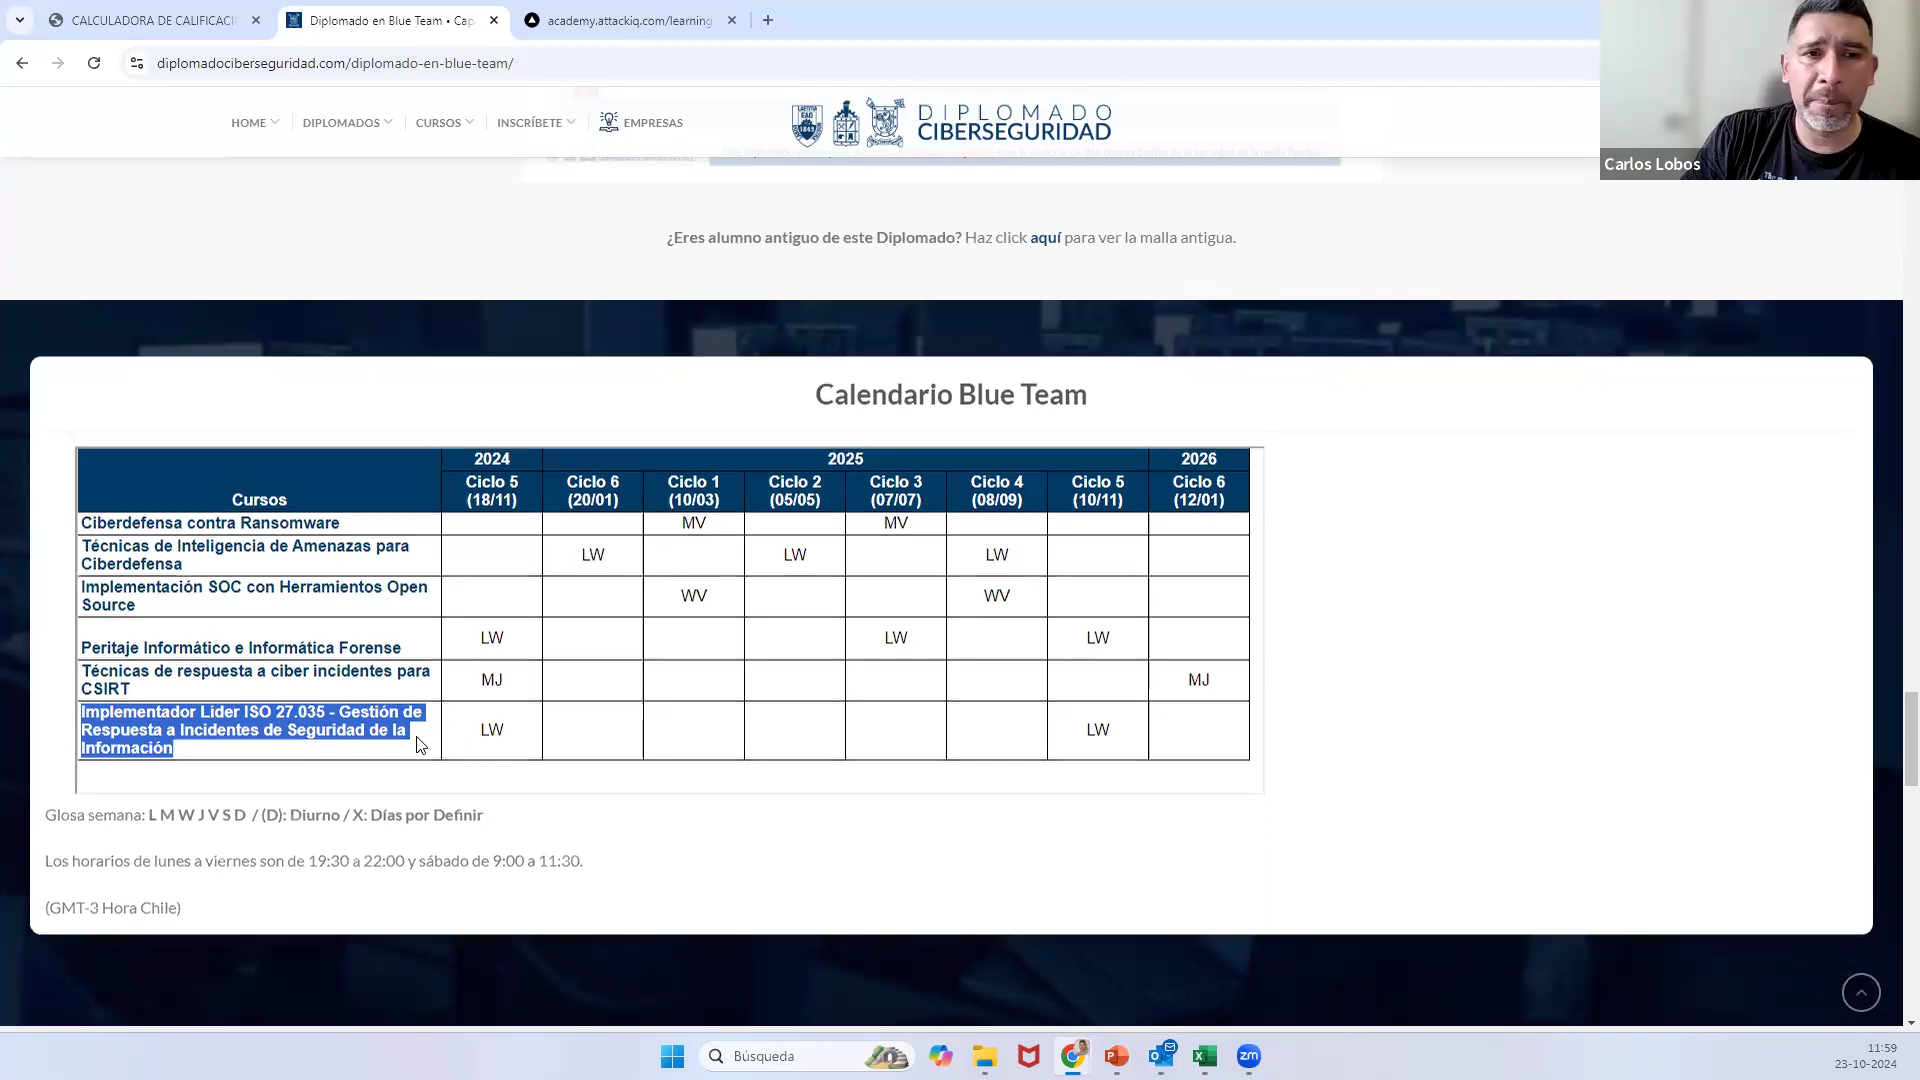 CALCULADORA DE CALIFICACI
Diplomado en Blue Team • Cap
academy.attackiq.com/learning
diplomadociberseguridad.com/diplomado-en-blue-team/
HOME
DIPLOMADOS
CURSOS
INSCRÍBETE
EMPRESAS
DIPLOMADO
CIBERSEGURIDAD
Carlos Lobos
¿Eres alumno antiguo de este Diplomado? Haz click aquí para ver la malla antigua.
Calendario Blue Team
2024 2025 2026
Cursos Ciclo 5 (18/11) Ciclo 6 (20/01) Ciclo 1 (10/03) Ciclo 2 (05/05) Ciclo 3 (07/07) Ciclo 4 (08/09) Ciclo 5 (10/11) Ciclo 6 (12/01)
Ciberdefensa contra Ransomware MV MV
Técnicas de Inteligencia de Amenazas para
Ciberdefensa LW LW LW
Implementación SOC con Herramientos Open
Source WV WV
Peritaje Informático e Informática Forense LW LW LW
Técnicas de respuesta a ciber incidentes para
CSIRT MJ MJ
Implementador Lider ISO 27.035 - Gestión de
Respuesta a Incidentes de Seguridad de la
Información LW LW
Glosa semana: L M W J V S D / (D): Diurno / X: Días por Definir
Los horarios de lunes a viernes son de 19:30 a 22:00 y sábado de 9:00 a 11:30.
(GMT-3 Hora Chile)
Búsqueda
11:59
23-10-2024